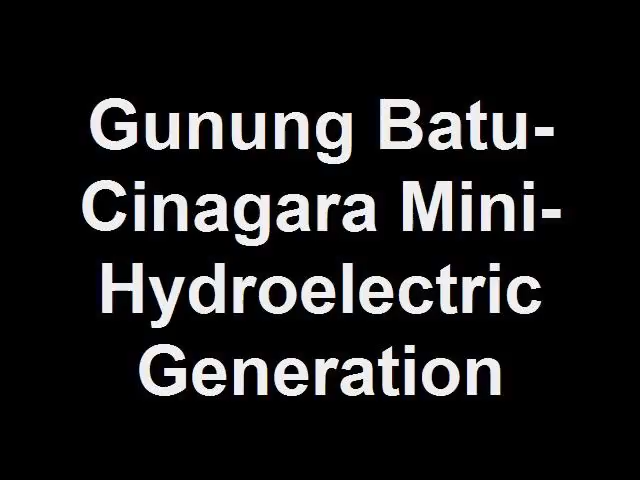 Gunung Batu-
Cinagara Mini-
Hydroelectric
Generation